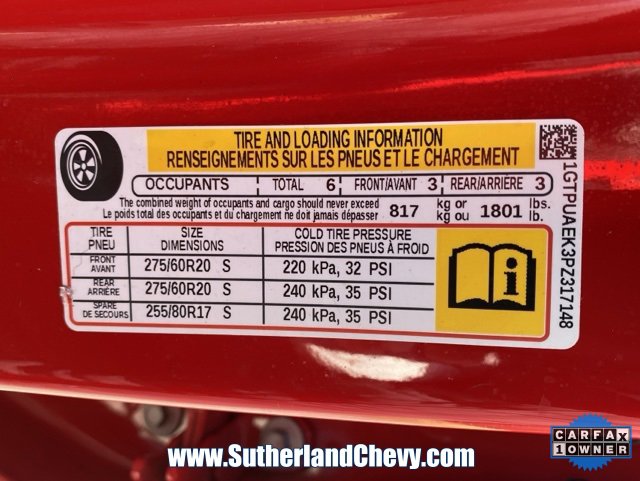 TIRE AND LOADING INFORMATION
RENSEIGNEMENTS SUR LES PNEUS ET LE CHARGEMENT
OCCUPANTS TOTAL 6 FRONT/AVANT 3 REAR/ARRIÈRE 3
The combined weight of occupants and cargo should never exceed
Le poids total des occupants et du chargement ne doit jamais dépasser
817 kg or 1801 lbs.
kg ou lb.
TIRE SIZE COLD TIRE PRESSURE
PNEU DIMENSIONS PRESSION DES PNEUS À FROID
FRONT
AVANT 275/60R20 S 220 kPa, 32 PSI
REAR
ARRIÈRE 275/60R20 S 240 kPa, 35 PSI
SPARE
DE SECOURS 255/80R17 S 240 kPa, 35 PSI
1GTPUAEK3PZ317148
www.SutherlandChevy.com
CARFAX
1 OWNER